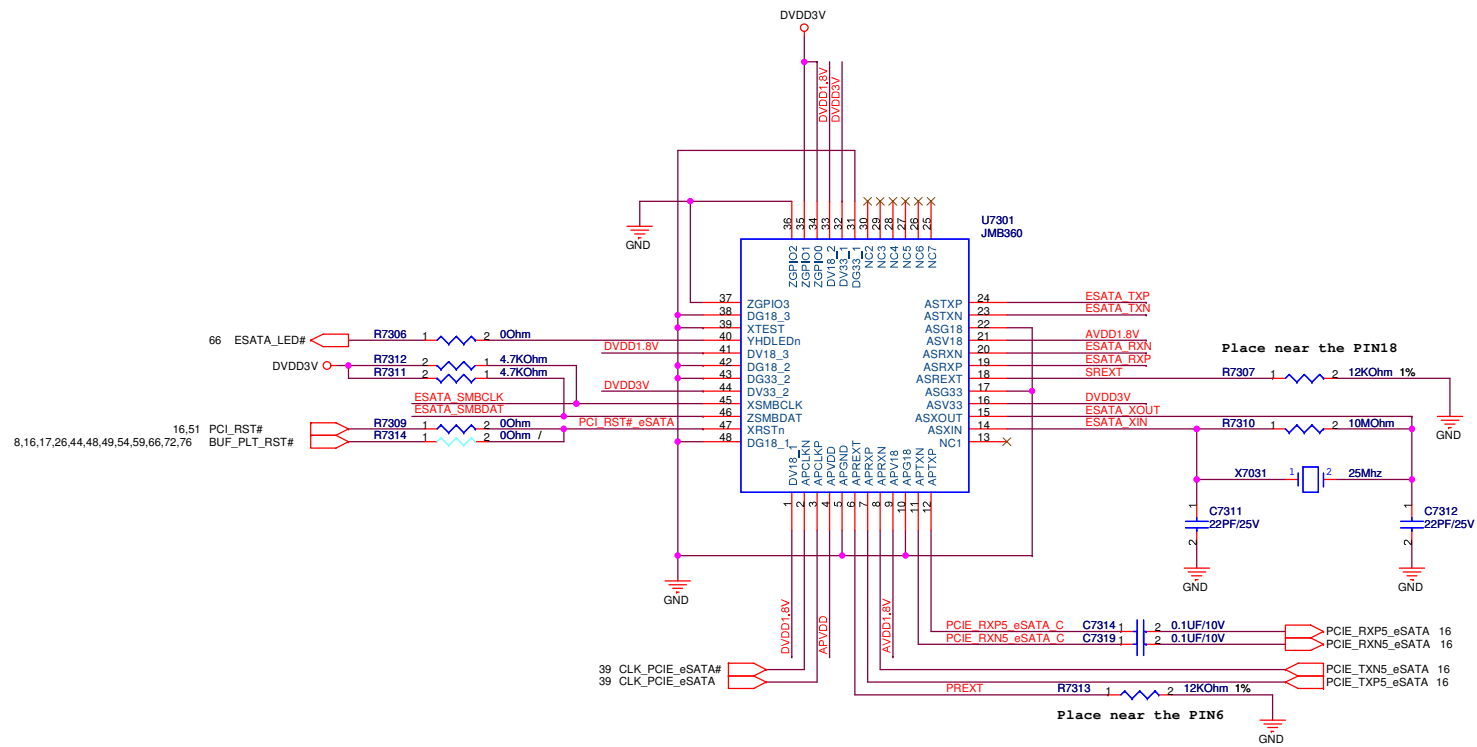 DVDD3V
DVDD1.8V
DVDD3V
GND
U7301
JMB360
36 35 34 33 32 31 30 29 28 27 26 25
ZGPIO2 ZGPIO1 ZGPIO0 DV18_2 DV33_1 DG33_1 NC2 NC3 NC4 NC5 NC6 NC7
37 ZGPIO3
38 DG18_3
39 XTEST
66 ESATA_LED# R7306 1 2 0Ohm 40 YHDLEDn
DVDD1.8V 41 DV18_3
DVDD3V R7312 2 1 4.7KOhm 42 DG18_2
R7311 2 1 4.7KOhm 43 DG33_2
DVDD3V 44 DV33_2
ESATA_SMBCLK 45 XSMBCLK
ESATA_SMBDAT 46 ZSMBDAT
16,51 PCI_RST# R7309 1 2 0Ohm PCI_RST#_eSATA 47 XRSTn
8,16,17,26,44,48,49,54,59,66,72,76 BUF_PLT_RST# R7314 1 2 0Ohm / 48 DG18_1
ASTXP 24 ESATA_TXP
ASTXN 23 ESATA_TXN
ASG18 22
ASV18 21 AVDD1.8V
ASRXN 20 ESATA_RXN
ASRXP 19 ESATA_RXP
Place near the PIN18
ASREXT 18 SREXT R7307 1 2 12KOhm 1%
ASG33 17
ASV33 16 DVDD3V
ASXOUT 15 ESATA_XOUT
ASXIN 14 ESATA_XIN R7310 1 2 10MOhm
NC1 13
GND
X7031 1 2 25Mhz
1 C7311
22PF/25V
2
GND
1 C7312
22PF/25V
2
GND
DV18_1 APCLKN APCLKP APVDD APGND APREXT APRXP APRXN APV18 APG18 APTXN APTXP
1 2 3 4 5 6 7 8 9 10 11 12
GND
DVDD1.8V
APVDD
AVDD1.8V
PCIE_RXP5_eSATA_C C7314 1 2 0.1UF/10V PCIE_RXP5_eSATA 16
PCIE_RXN5_eSATA_C C7319 1 2 0.1UF/10V PCIE_RXN5_eSATA 16
39 CLK_PCIE_eSATA# PCIE_TXN5_eSATA 16
39 CLK_PCIE_eSATA PCIE_TXP5_eSATA 16
PREXT R7313 1 2 12KOhm 1%
Place near the PIN6
GND